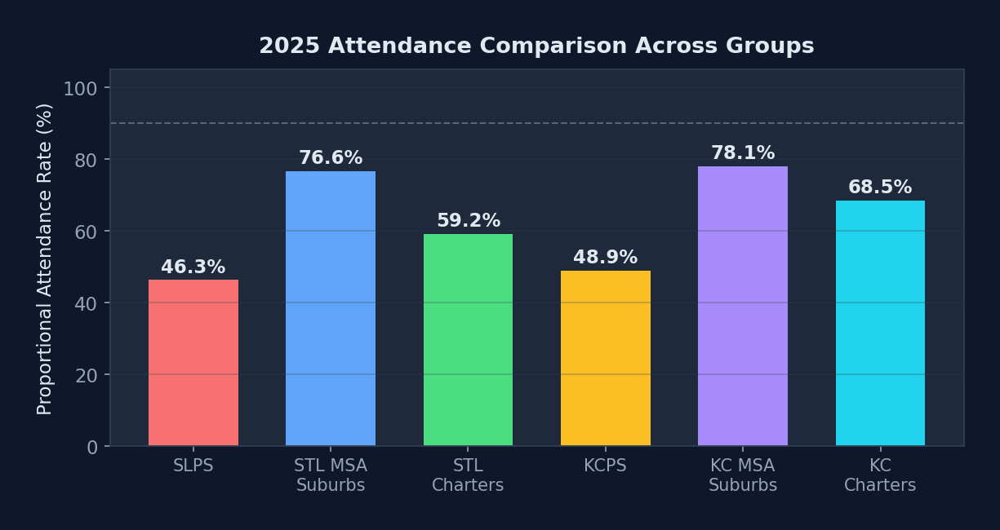 2025 Attendance Comparison Across Groups
Proportional Attendance Rate (%)
100
80
60
40
20
0
46.3%
76.6%
59.2%
48.9%
78.1%
68.5%
SLPS
STL MSA
Suburbs
STL
Charters
KCPS
KC MSA
Suburbs
KC
Charters